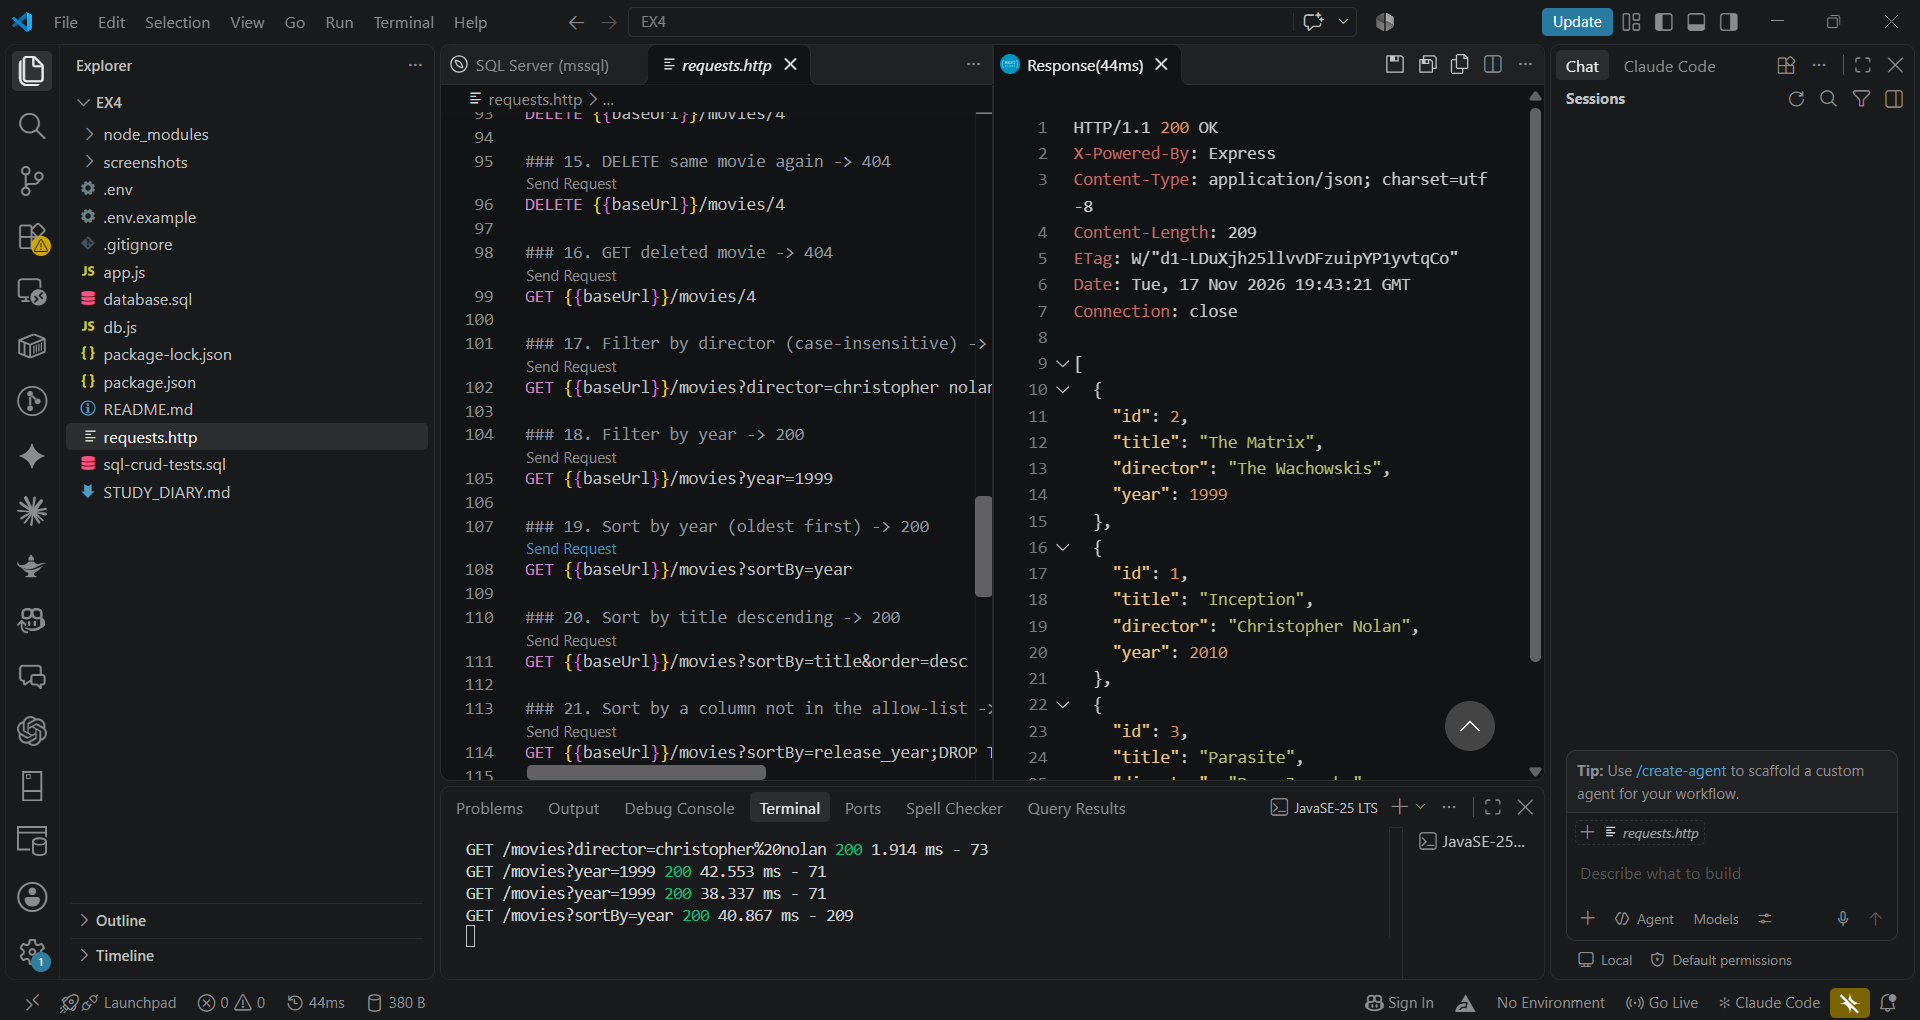 File Edit Selection View Go Run Terminal Help
EX4
Update
Explorer
EX4
node_modules
screenshots
.env
.env.example
.gitignore
JS app.js
database.sql
JS db.js
{} package-lock.json
{} package.json
README.md
requests.http
sql-crud-tests.sql
STUDY_DIARY.md
Outline
Timeline
SQL Server (mssql)
requests.http
requests.http > ...
93 DELETE {{baseUrl}}/movies/4
94
95 ### 15. DELETE same movie again -> 404
Send Request
96 DELETE {{baseUrl}}/movies/4
97
98 ### 16. GET deleted movie -> 404
Send Request
99 GET {{baseUrl}}/movies/4
100
101 ### 17. Filter by director (case-insensitive) ->
Send Request
102 GET {{baseUrl}}/movies?director=christopher nolan
103
104 ### 18. Filter by year -> 200
Send Request
105 GET {{baseUrl}}/movies?year=1999
106
107 ### 19. Sort by year (oldest first) -> 200
Send Request
108 GET {{baseUrl}}/movies?sortBy=year
109
110 ### 20. Sort by title descending -> 200
Send Request
111 GET {{baseUrl}}/movies?sortBy=title&order=desc
112
113 ### 21. Sort by a column not in the allow-list ->
Send Request
114 GET {{baseUrl}}/movies?sortBy=release_year;DROP T
115
Response(44ms)
1 HTTP/1.1 200 OK
2 X-Powered-By: Express
3 Content-Type: application/json; charset=utf
-8
4 Content-Length: 209
5 ETag: W/"d1-LDuXjh25llvvDFzuipYP1yvtqCo"
6 Date: Tue, 17 Nov 2026 19:43:21 GMT
7 Connection: close
8
9 [
10 {
11 "id": 2,
12 "title": "The Matrix",
13 "director": "The Wachowskis",
14 "year": 1999
15 },
16 {
17 "id": 1,
18 "title": "Inception",
19 "director": "Christopher Nolan",
20 "year": 2010
21 },
22 {
23 "id": 3,
24 "title": "Parasite",
Problems Output Debug Console Terminal Ports Spell Checker Query Results
JavaSE-25 LTS
GET /movies?director=christopher%20nolan 200 1.914 ms - 73
GET /movies?year=1999 200 42.553 ms - 71
GET /movies?year=1999 200 38.337 ms - 71
GET /movies?sortBy=year 200 40.867 ms - 209
JavaSE-25...
Chat Claude Code
Sessions
Tip: Use /create-agent to scaffold a custom
agent for your workflow.
requests.http
Describe what to build
Agent Models
Local Default permissions
1
Launchpad 0 0 44ms 380 B
Sign In No Environment Go Live Claude Code